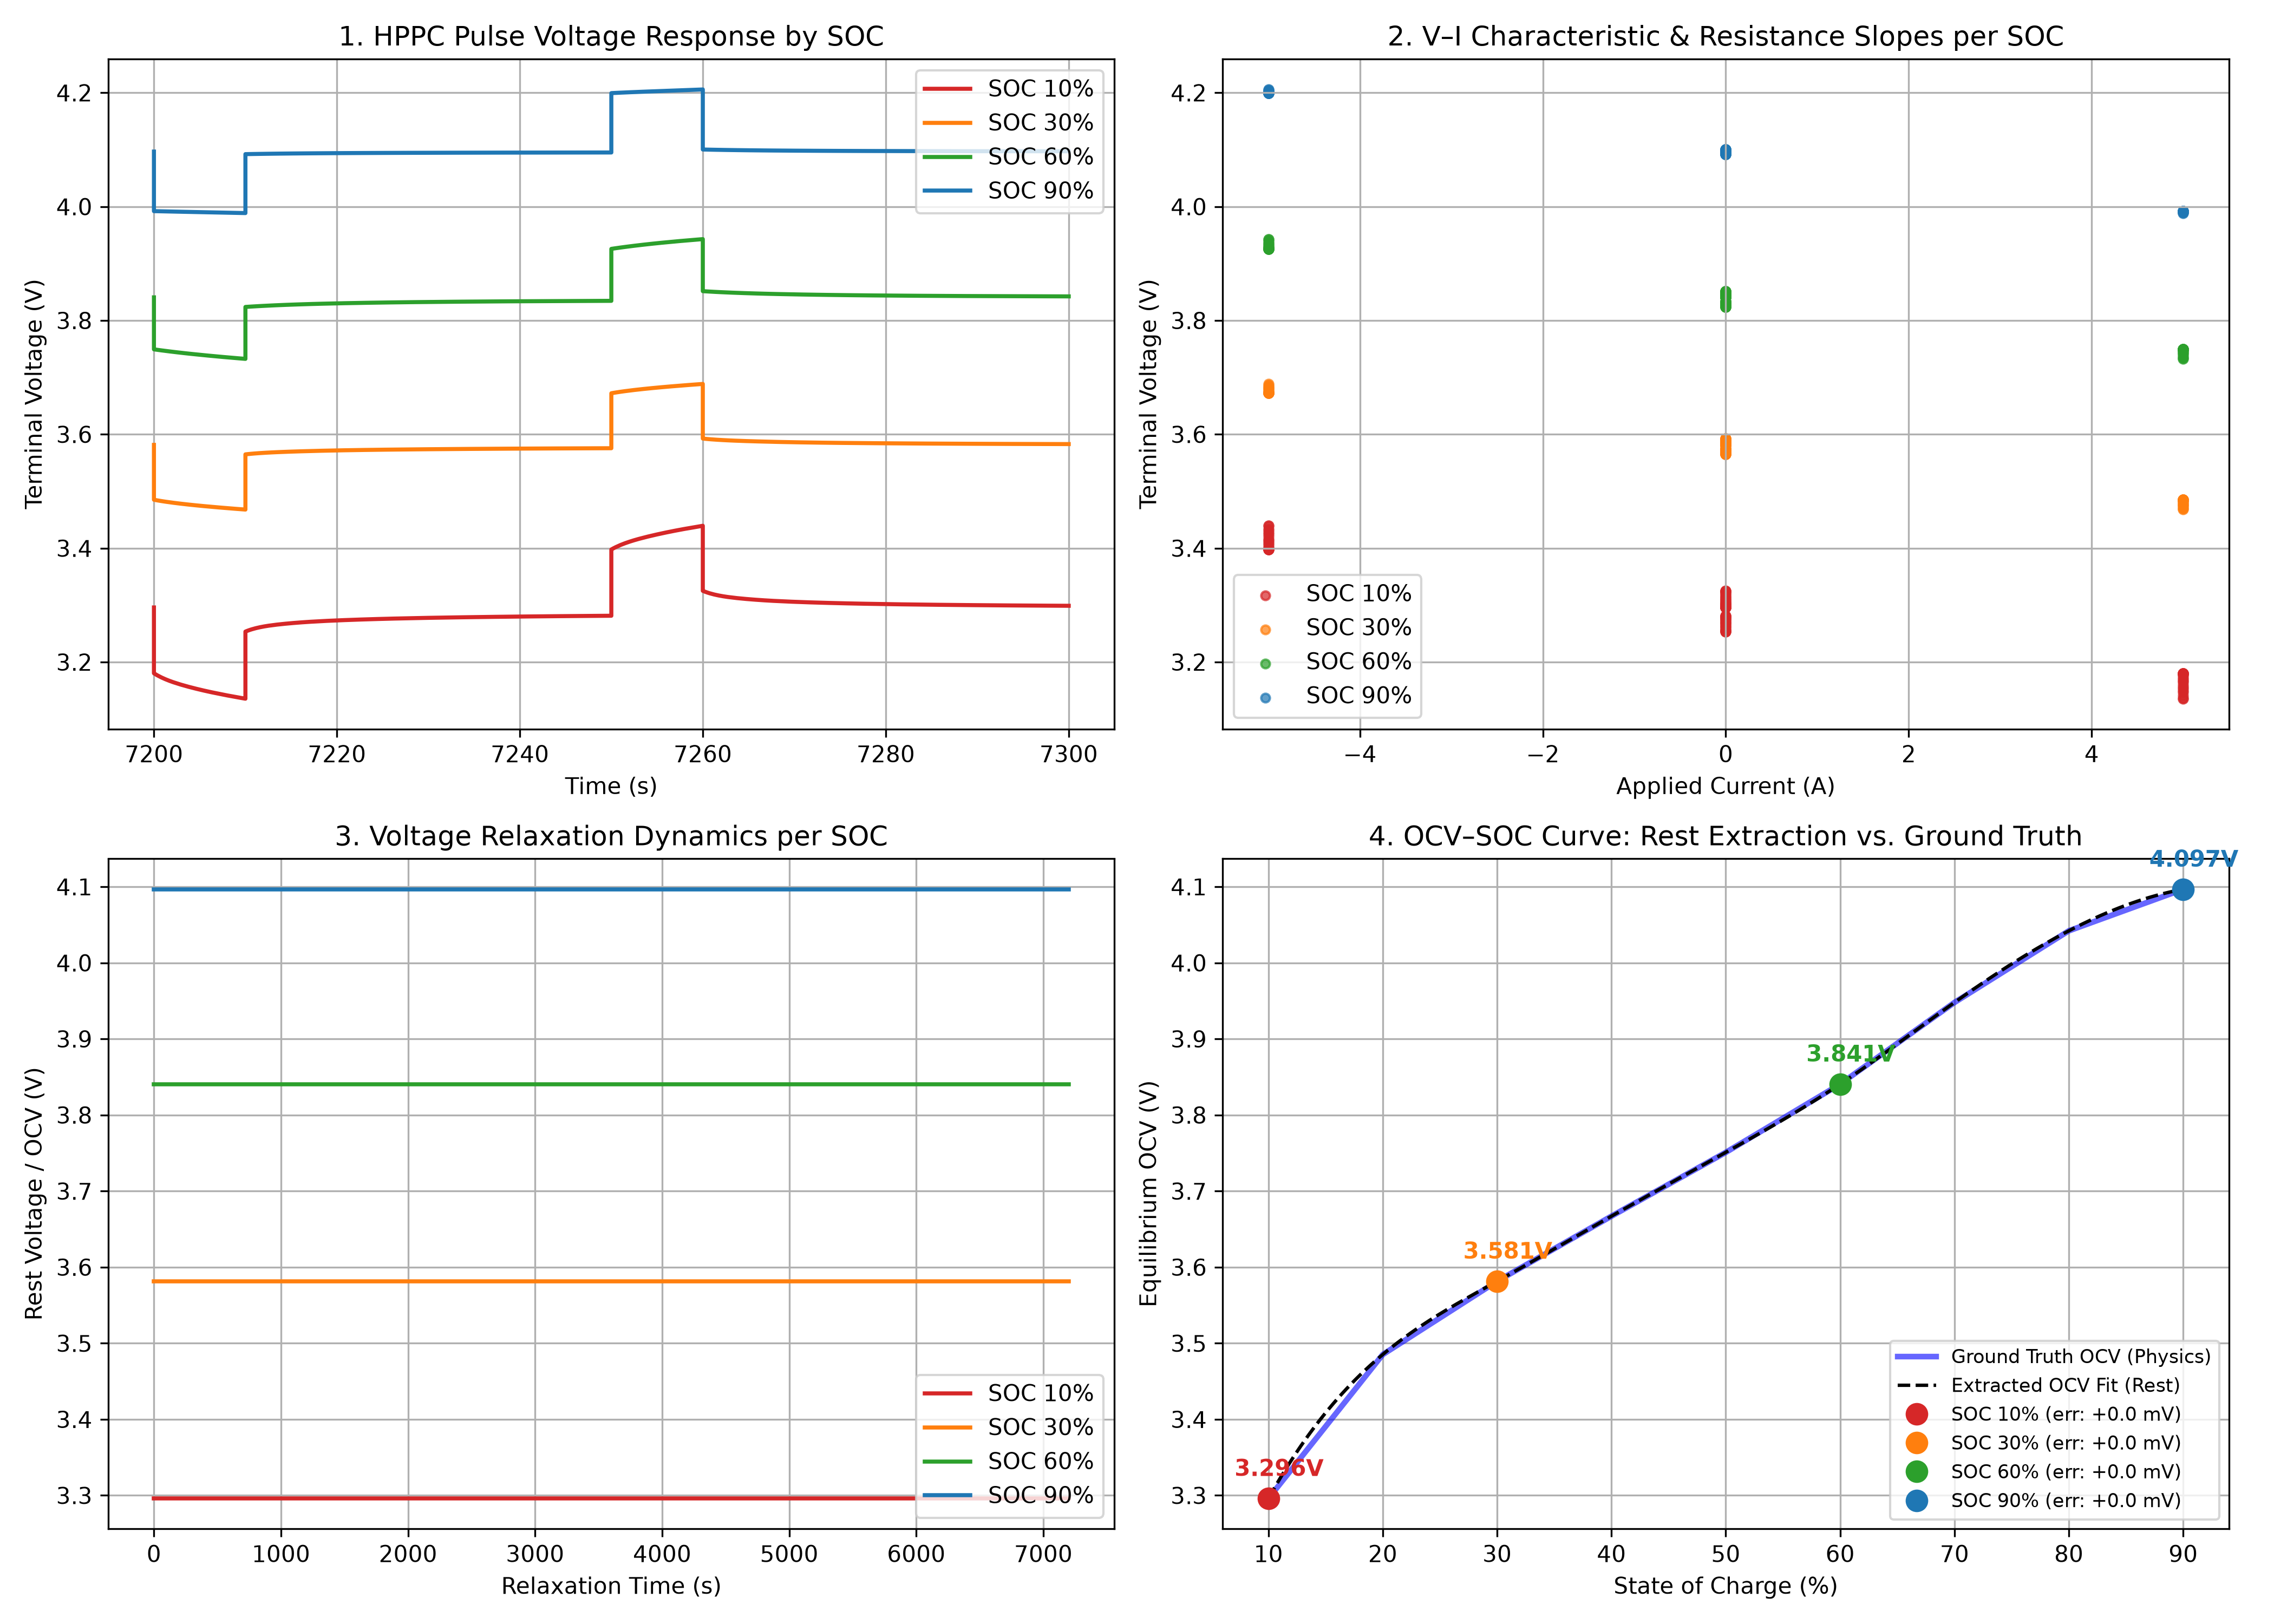 1. HPPC Pulse Voltage Response by SOC
Terminal Voltage (V)
4.2
4.0
3.8
3.6
3.4
3.2
SOC 10%
SOC 30%
SOC 60%
SOC 90%
7200 7220 7240 7260 7280 7300
Time (s)
2. V–I Characteristic & Resistance Slopes per SOC
Terminal Voltage (V)
4.2
4.0
3.8
3.6
3.4
3.2
SOC 10%
SOC 30%
SOC 60%
SOC 90%
−4 −2 0 2 4
Applied Current (A)
3. Voltage Relaxation Dynamics per SOC
Rest Voltage / OCV (V)
4.1
4.0
3.9
3.8
3.7
3.6
3.5
3.4
3.3
SOC 10%
SOC 30%
SOC 60%
SOC 90%
0 1000 2000 3000 4000 5000 6000 7000
Relaxation Time (s)
4. OCV–SOC Curve: Rest Extraction vs. Ground Truth
Equilibrium OCV (V)
4.1
4.0
3.9
3.8
3.7
3.6
3.5
3.4
3.3
4.097V
3.841V
3.581V
3.296V
Ground Truth OCV (Physics)
Extracted OCV Fit (Rest)
SOC 10% (err: +0.0 mV)
SOC 30% (err: +0.0 mV)
SOC 60% (err: +0.0 mV)
SOC 90% (err: +0.0 mV)
10 20 30 40 50 60 70 80 90
State of Charge (%)